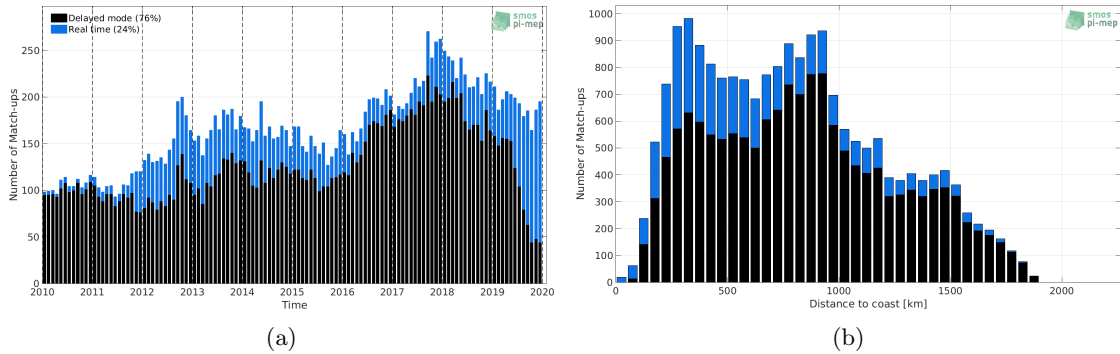 Delayed mode (76%)
Real time (24%)
smos
pi-mep
250
200
150
100
50
0
Number of Match-ups
2010 2011 2012 2013 2014 2015 2016 2017 2018 2019 2020
Time
(a)
smos
pi-mep
1000
900
800
700
600
500
400
300
200
100
0
Number of Match-ups
0 500 1000 1500 2000
Distance to coast [km]
(b)